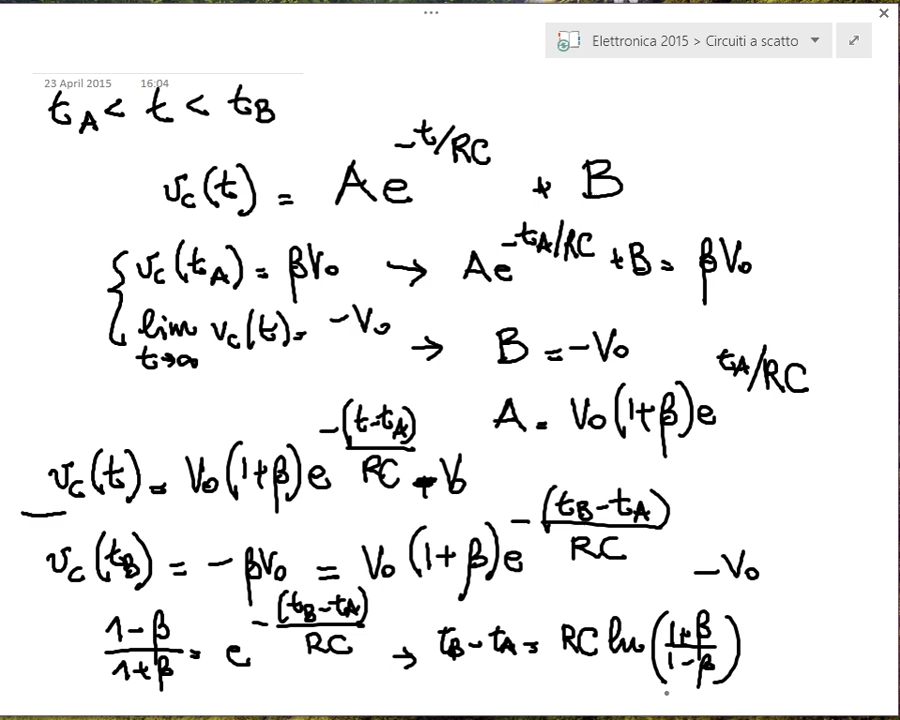 Elettronica 2015 > Circuiti a scatto
23 April 2015 16:04
t_A < t < t_B
v_c(t) = A e^{-t/RC} + B
{ v_c(t_A) = βV_0 → A e^{-t_A/RC} + B = βV_0
lim_{t→∞} v_c(t) = -V_0 → B = -V_0
A = V_0(1+β)e^{t_A/RC}
v_c(t) = V_0(1+β)e^{-(t-t_A)/RC} - V_0
v_c(t_B) = -βV_0 = V_0(1+β)e^{-(t_B-t_A)/RC} - V_0
(1-β)/(1+β) = e^{-(t_B-t_A)/RC} → t_B - t_A = RC ln((1+β)/(1-β))